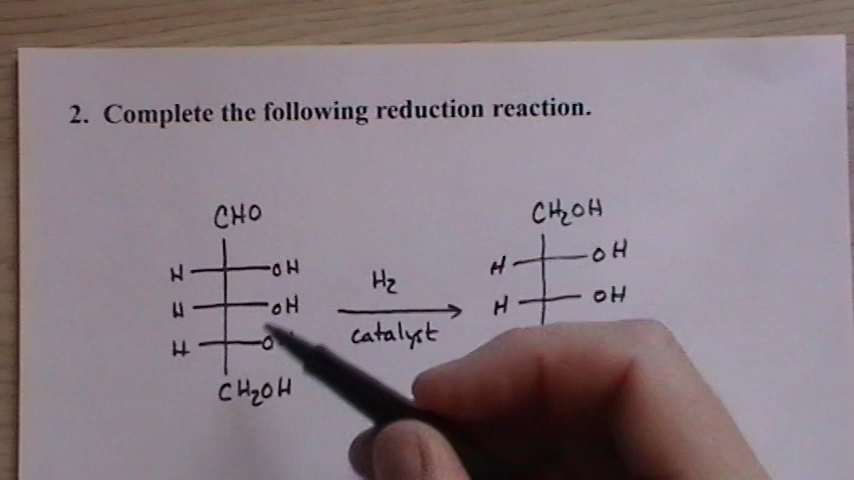 2. Complete the following reduction reaction.
CHO
H OH
H OH
H O
CH2OH
H2
catalyst
CH2OH
H OH
H OH